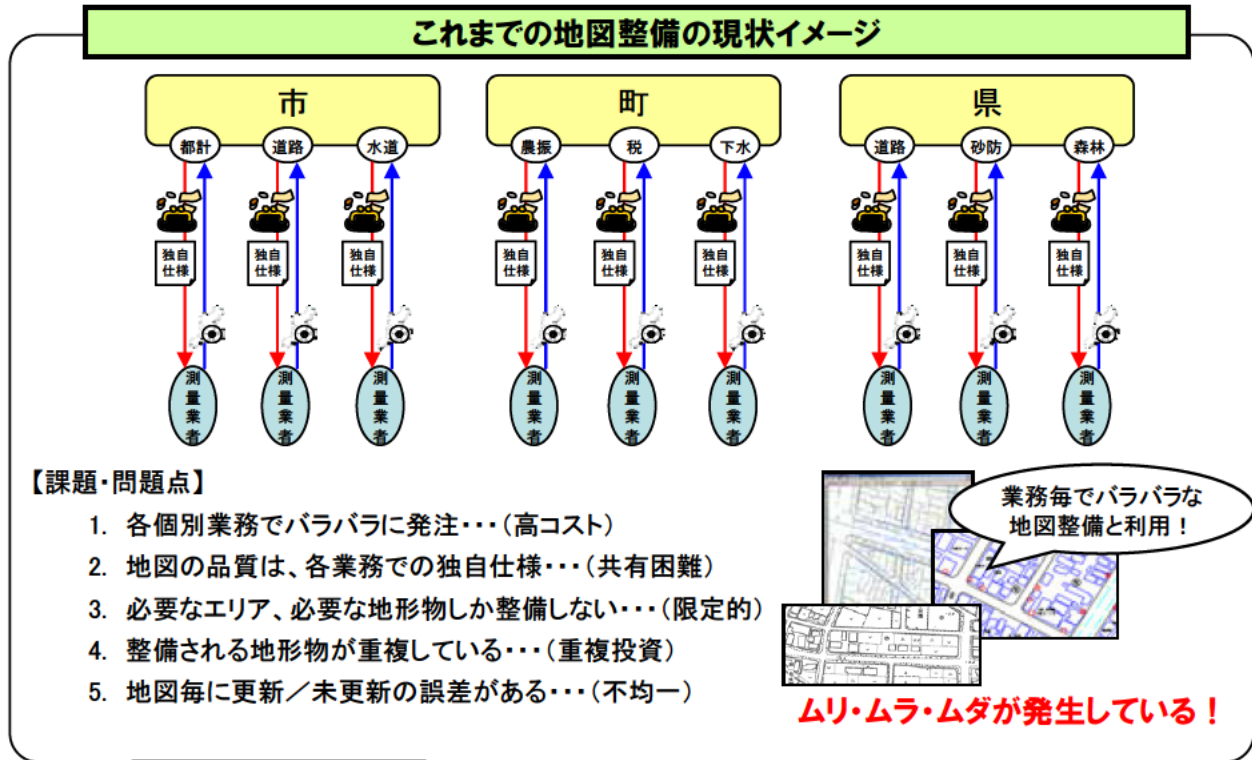 これまでの地図整備の現状イメージ
市
町
県
都計
道路
水道
農振
税
下水
道路
砂防
森林
独自
仕様
独自
仕様
独自
仕様
独自
仕様
独自
仕様
独自
仕様
独自
仕様
独自
仕様
独自
仕様
測量業者
測量業者
測量業者
測量業者
測量業者
測量業者
測量業者
測量業者
測量業者
【課題・問題点】
1. 各個別業務でバラバラに発注・・・(高コスト)
2. 地図の品質は、各業務での独自仕様・・・(共有困難)
3. 必要なエリア、必要な地形物しか整備しない・・・(限定的)
4. 整備される地形物が重複している・・・(重複投資)
5. 地図毎に更新／未更新の誤差がある・・・(不均一)
業務毎でバラバラな
地図整備と利用！
ムリ・ムラ・ムダが発生している！